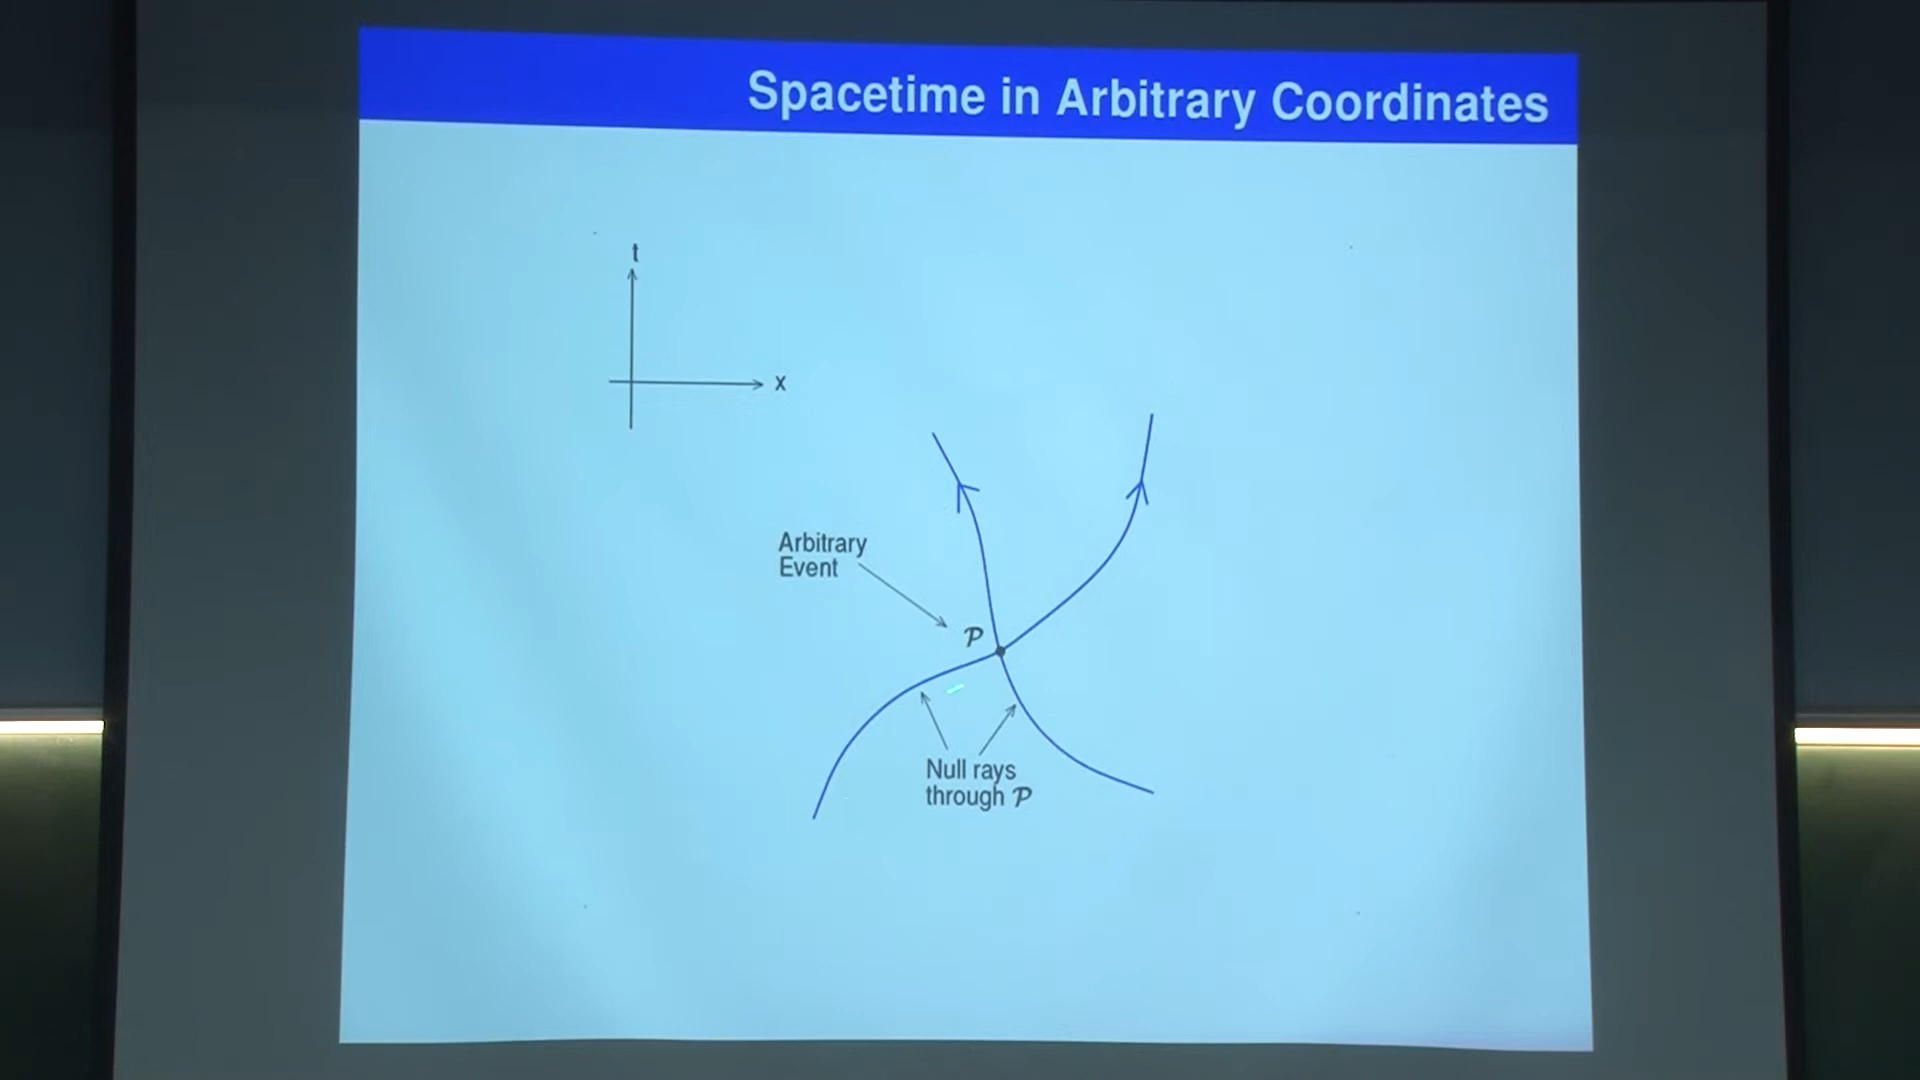 Spacetime in Arbitrary Coordinates
t
x
Arbitrary
Event
𝒫
Null rays
through 𝒫